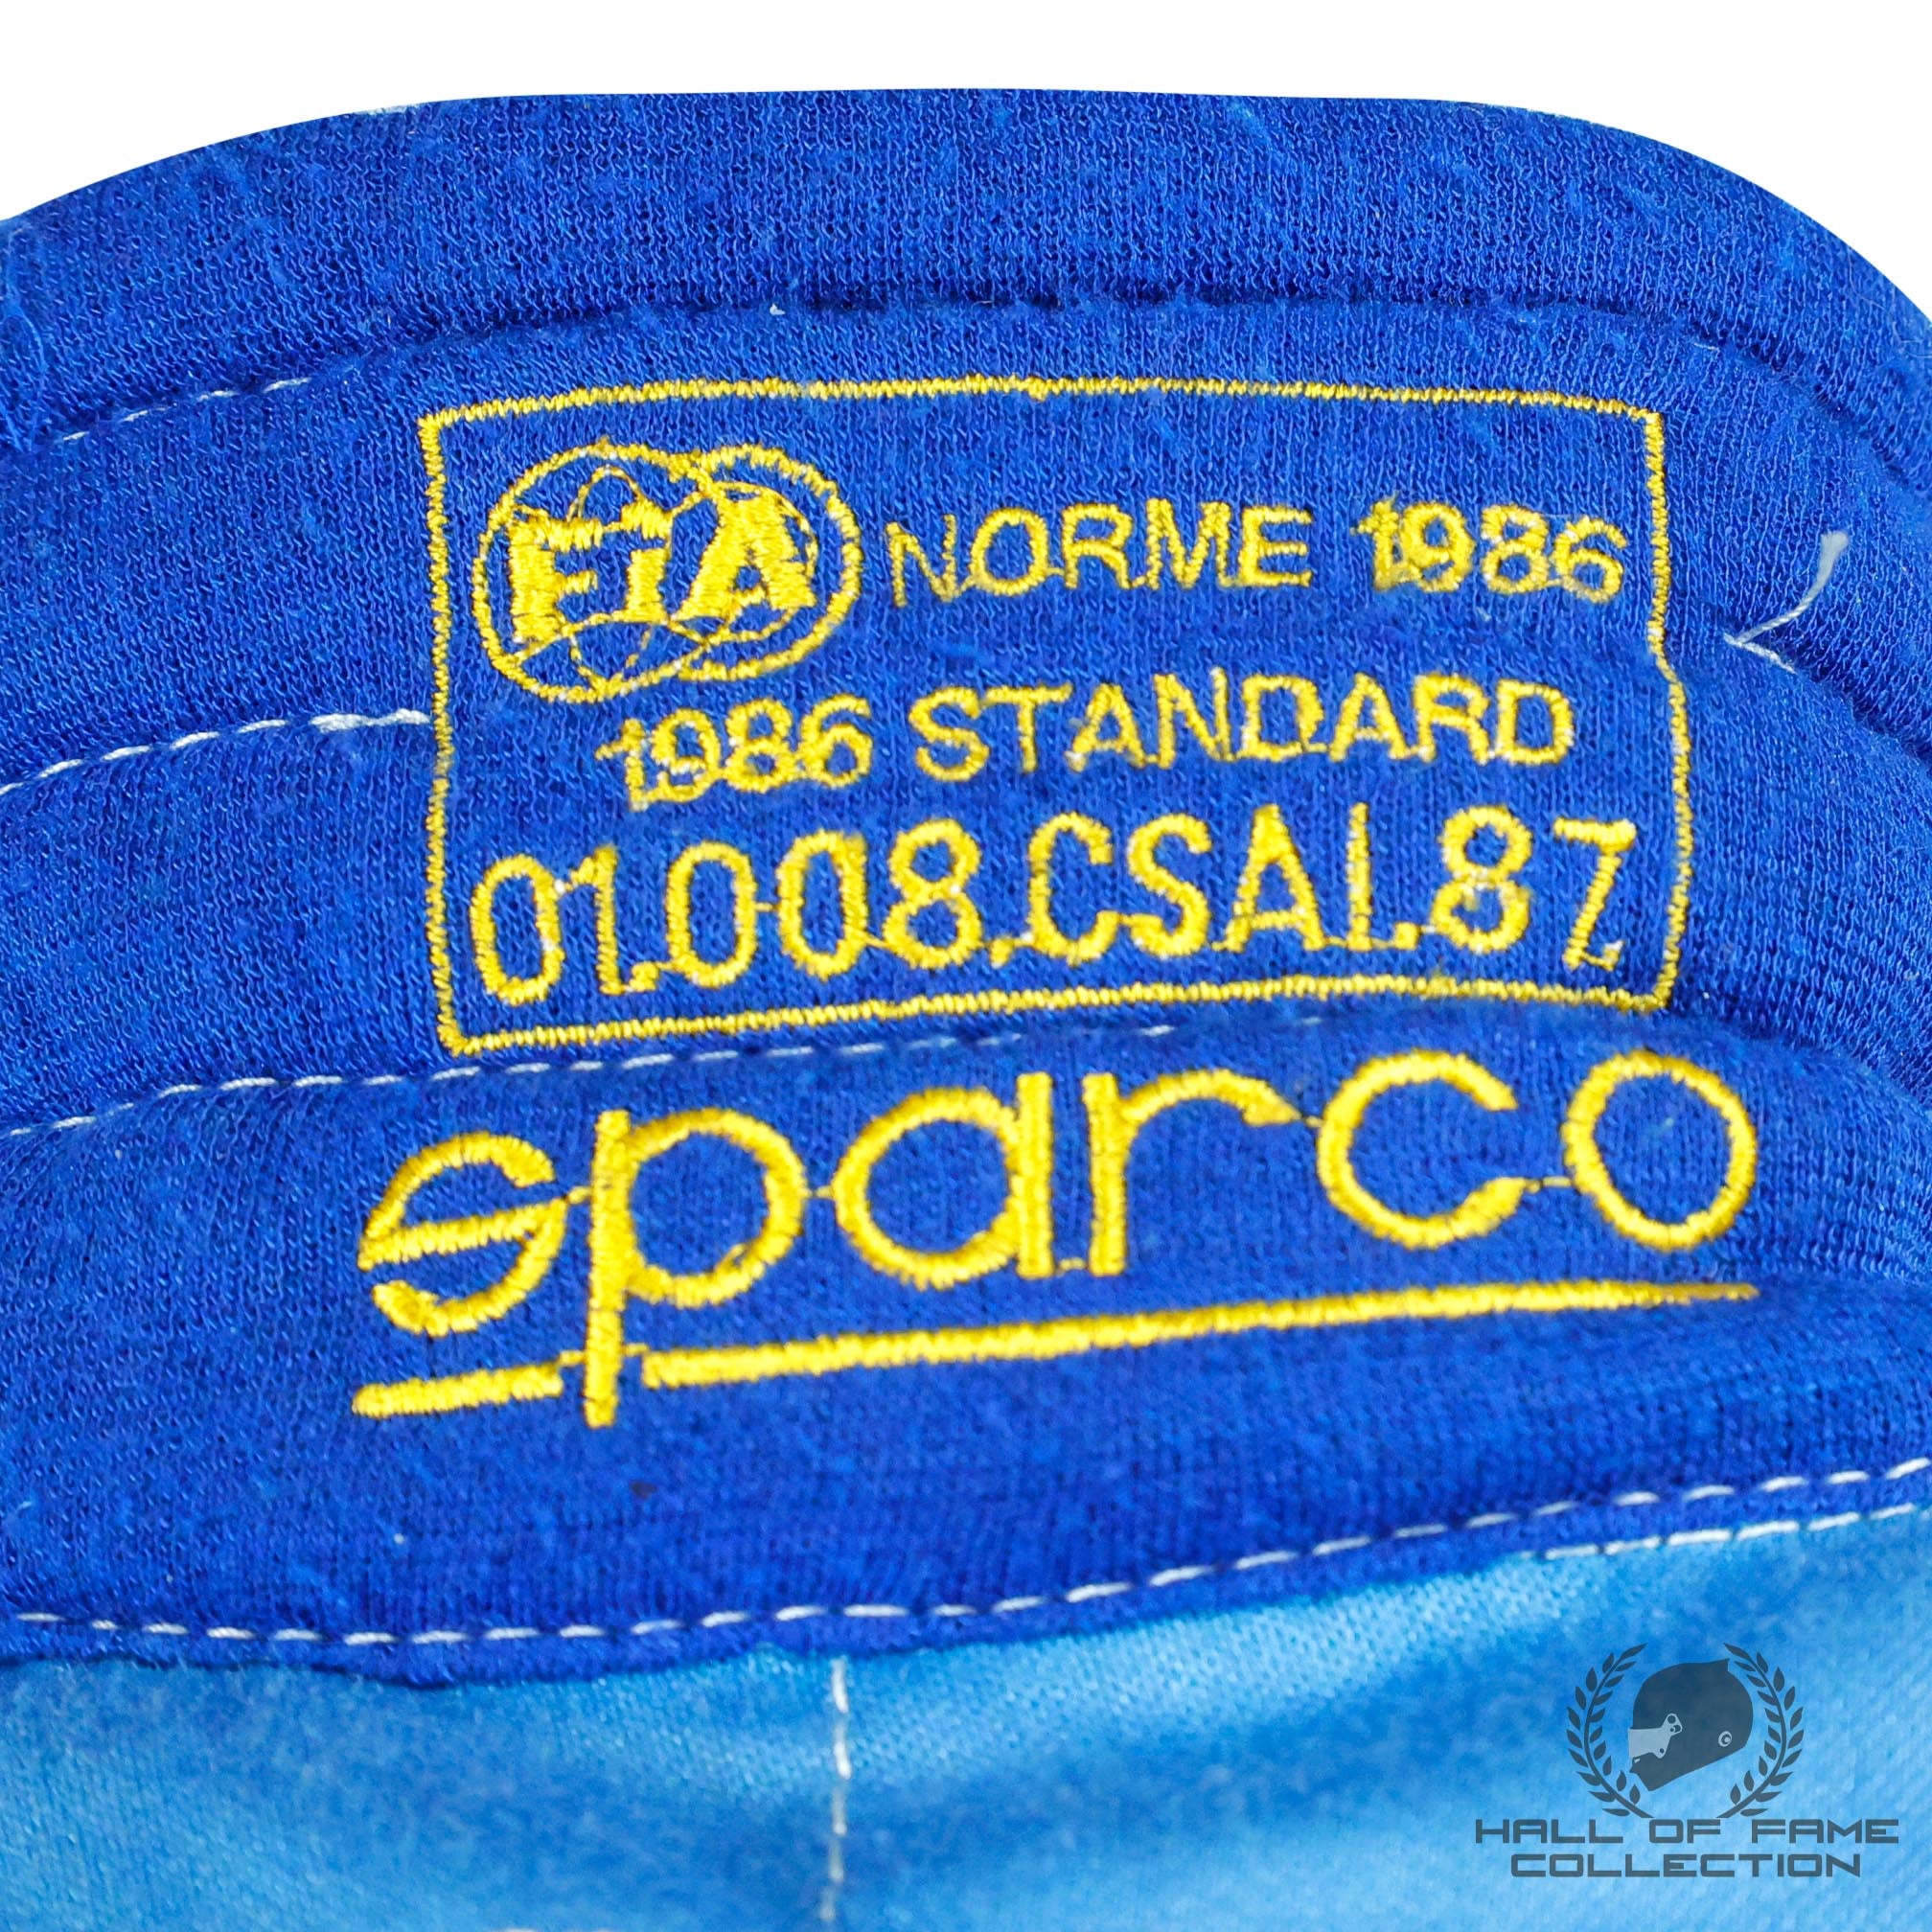 FIA NORME 1986
1986 STANDARD
01.008.CSAI.87
sparco
HALL OF FAME
COLLECTION